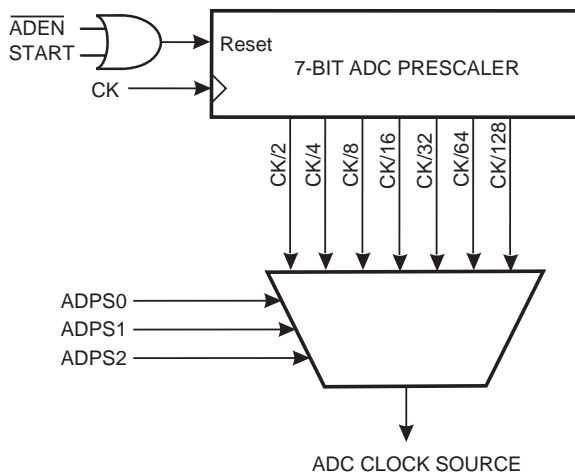 ADEN
START
Reset
7-BIT ADC PRESCALER
CK
CK/2
CK/4
CK/8
CK/16
CK/32
CK/64
CK/128
ADPS0
ADPS1
ADPS2
ADC CLOCK SOURCE